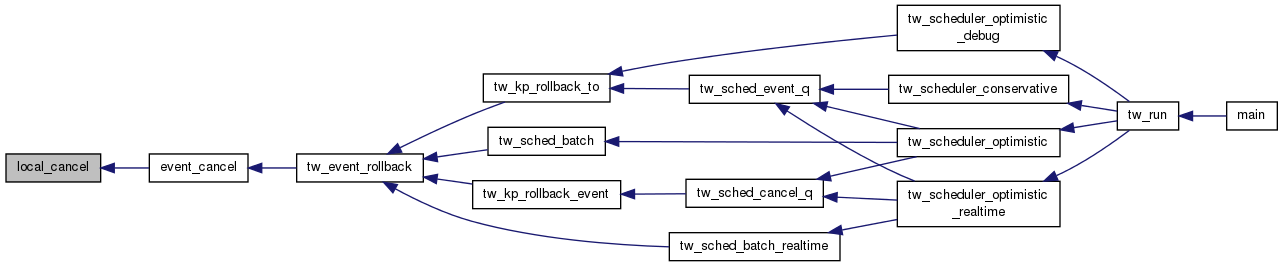 local_cancel
event_cancel
tw_event_rollback
tw_kp_rollback_to
tw_sched_batch
tw_kp_rollback_event
tw_sched_batch_realtime
tw_sched_event_q
tw_sched_cancel_q
tw_scheduler_optimistic
_debug
tw_scheduler_conservative
tw_scheduler_optimistic
tw_scheduler_optimistic
_realtime
tw_run
main